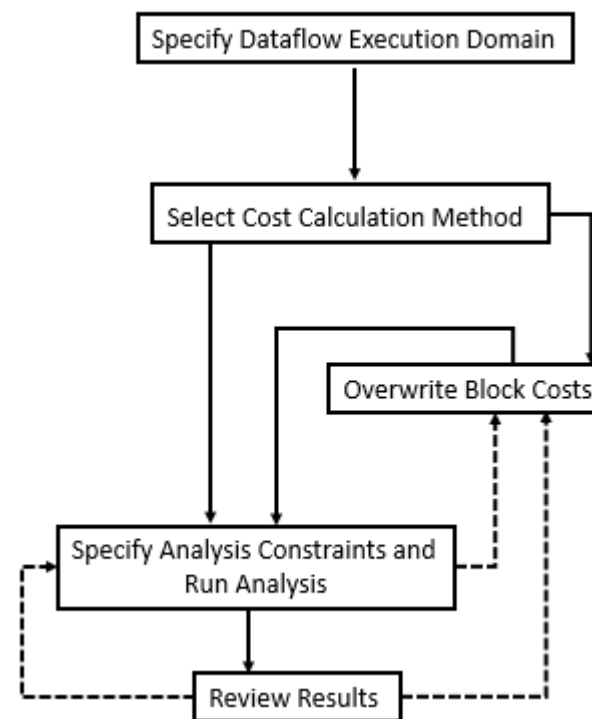 Specify Dataflow Execution Domain
Select Cost Calculation Method
Overwrite Block Costs
Specify Analysis Constraints and
Run Analysis
Review Results